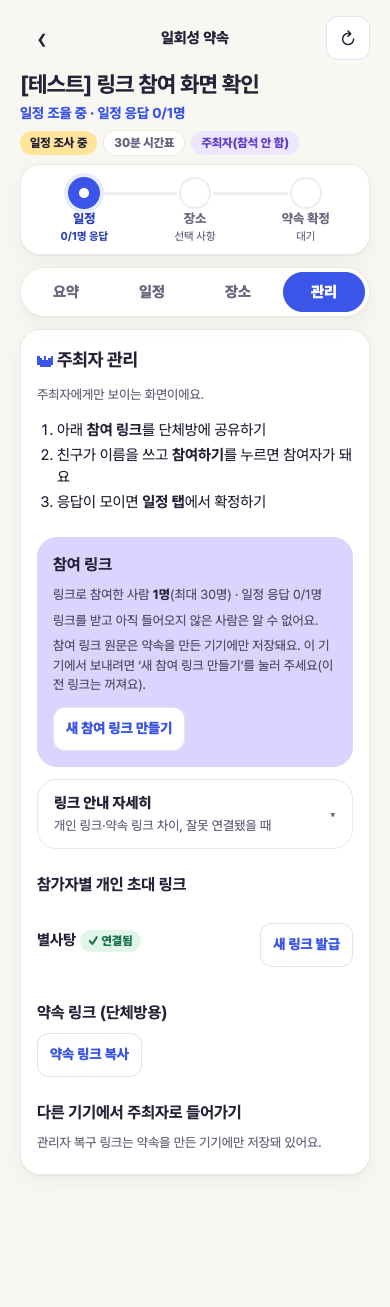 일회성 약속
[테스트] 링크 참여 화면 확인
일정 조율 중 · 일정 응답 0/1명
일정 조사 중 30분 시간표 주최자(참석 안 함)
일정 장소 약속 확정
0/1명 응답 선택 사항 대기
요약 일정 장소 관리
주최자 관리
주최자에게만 보이는 화면이에요.
1. 아래 참여 링크를 단체방에 공유하기
2. 친구가 이름을 쓰고 참여하기를 누르면 참여자가 돼
요
3. 응답이 모이면 일정 탭에서 확정하기
참여 링크
링크로 참여한 사람 1명(최대 30명) · 일정 응답 0/1명
링크를 받고 아직 들어오지 않은 사람은 알 수 없어요.
참여 링크 원문은 약속을 만든 기기에만 저장돼요. 이 기
기에서 보내려면 ‘새 참여 링크 만들기’를 눌러 주세요(이
전 링크는 꺼져요).
새 참여 링크 만들기
링크 안내 자세히
개인 링크·약속 링크 차이, 잘못 연결됐을 때
참가자별 개인 초대 링크
별사탕 ✓ 연결됨 새 링크 발급
약속 링크 (단체방용)
약속 링크 복사
다른 기기에서 주최자로 들어가기
관리자 복구 링크는 약속을 만든 기기에만 저장돼 있어요.